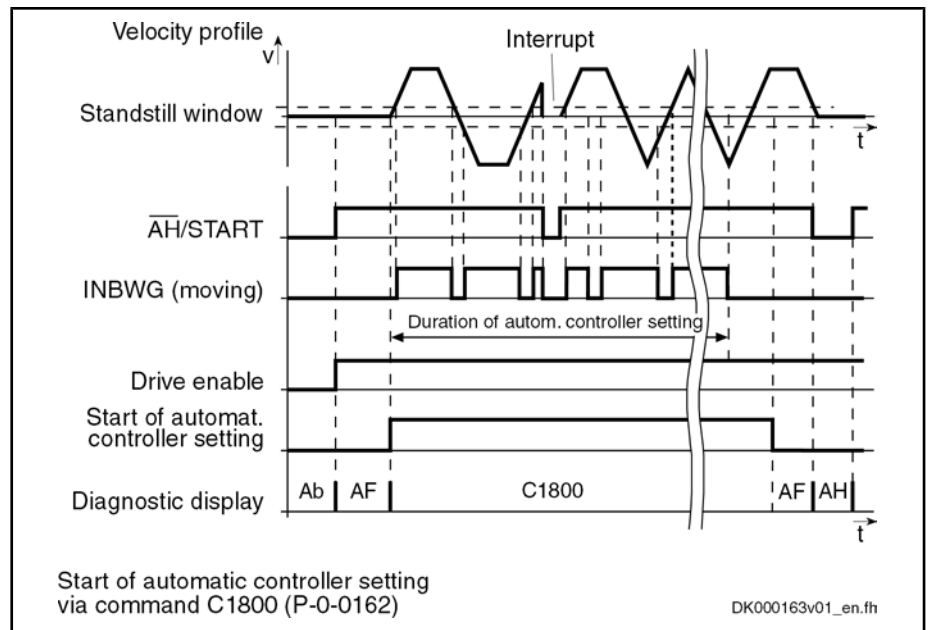 Velocity profile
v
Interrupt
Standstill window
t
A̅H̅/START
INBWG (moving)
Duration of autom. controller setting
Drive enable
Start of automat.
controller setting
Diagnostic display
Ab AF C1800 AF AH
t
Start of automatic controller setting
via command C1800 (P-0-0162)
DK000163v01_en.fh